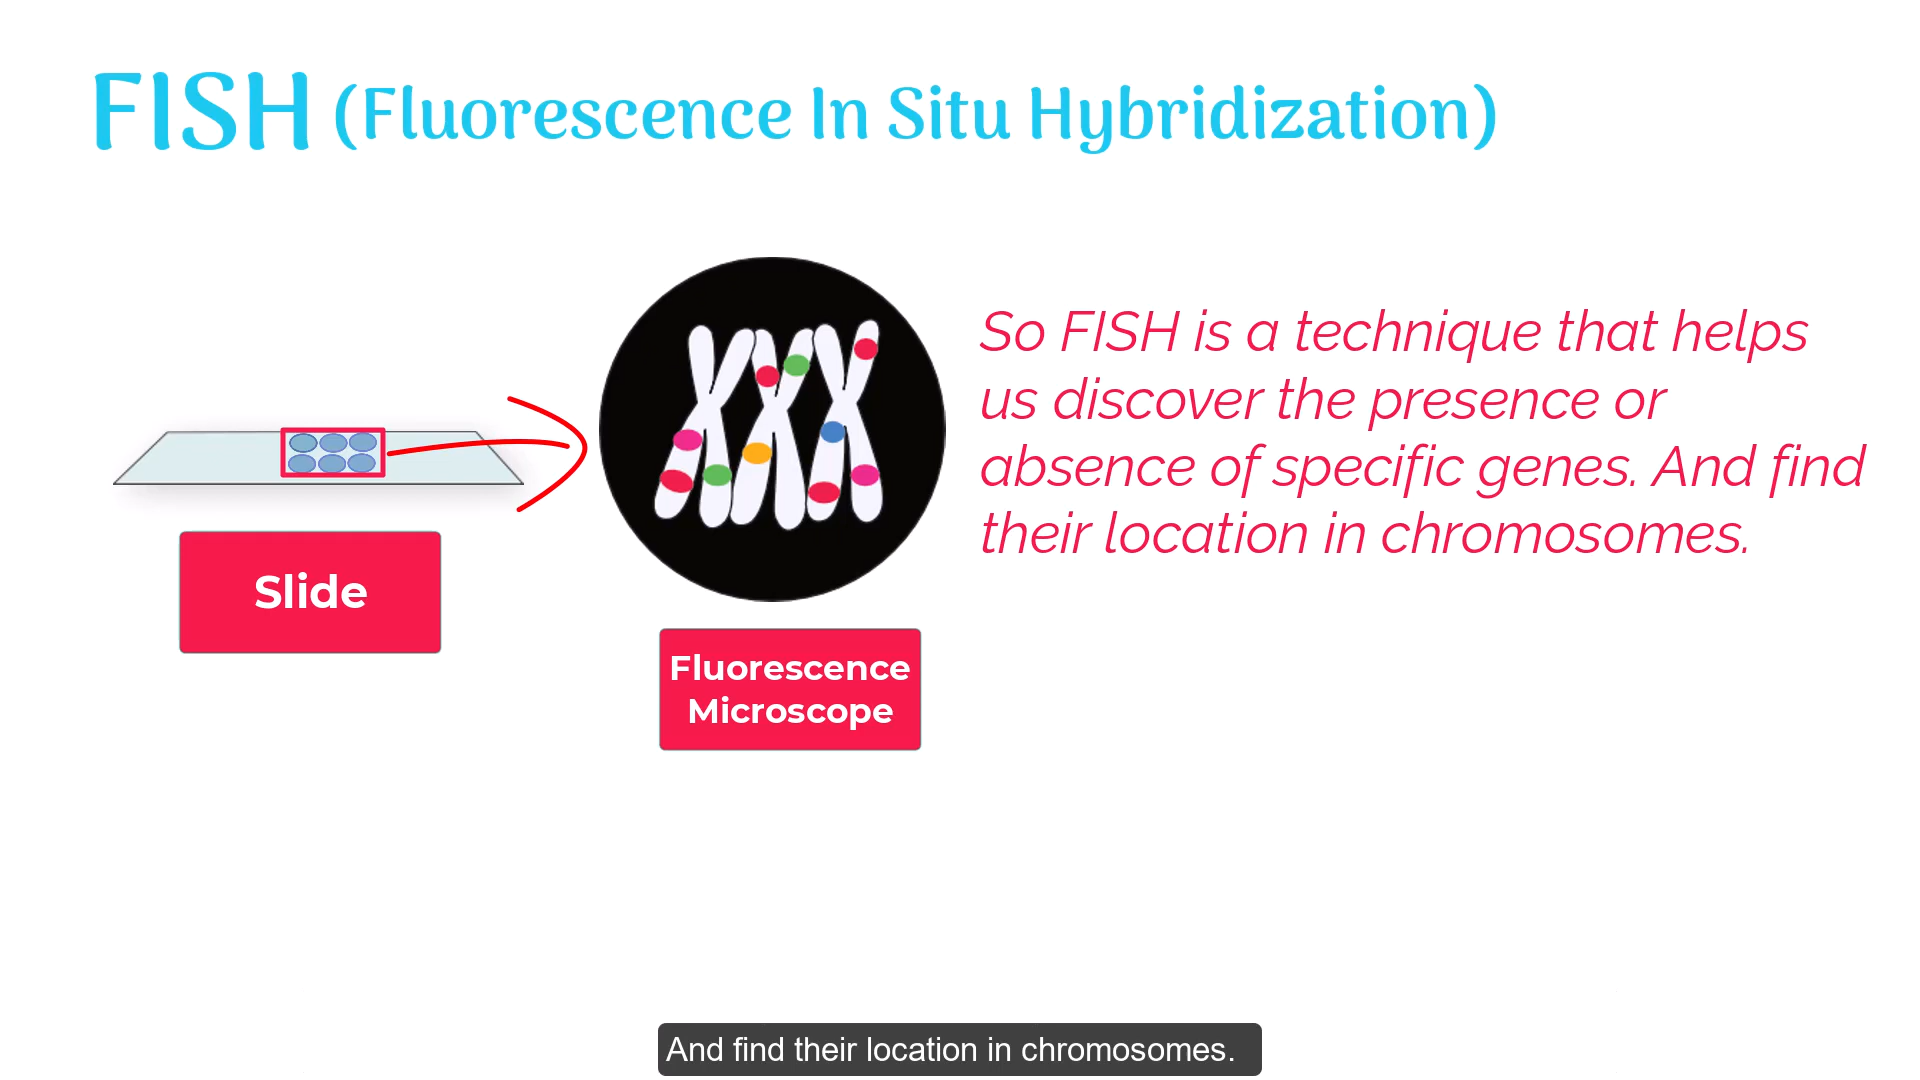 FISH (Fluorescence In Situ Hybridization)
So FISH is a technique that helps
us discover the presence or
absence of specific genes. And find
their location in chromosomes.
Slide
Fluorescence
Microscope
And find their location in chromosomes.